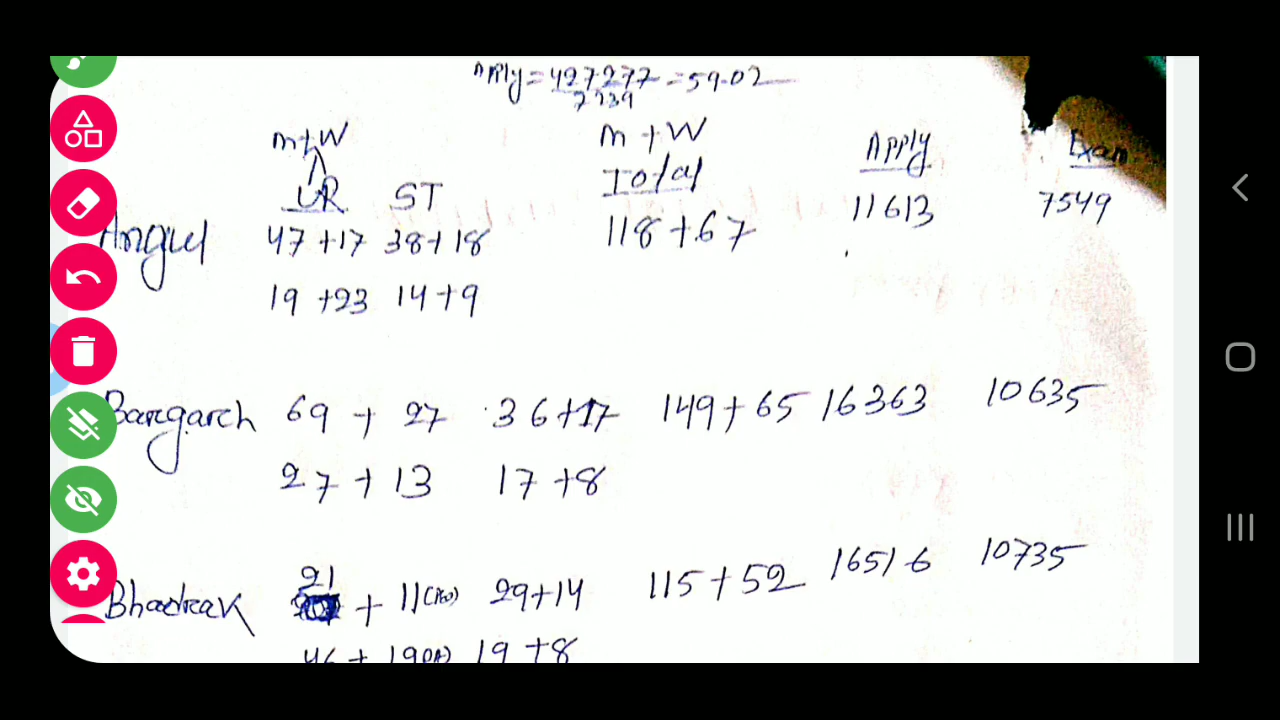 Apply = 427277 = 59.02
7239
m+W m+W Apply Exam
UR ST Total 11613 7549
Angul 47+17 38+18 118+67
19+23 14+9
Bargarh 69+27 36+17 149+65 16363 10635
27+13 17+8
21
Bhadrak + 11 29+14 115+52 16516 10735
46+19 19+8